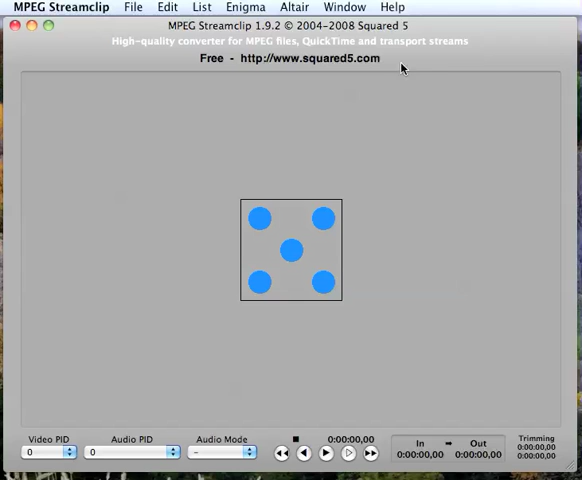 MPEG Streamclip File Edit List Enigma Altair Window Help
MPEG Streamclip 1.9.2 © 2004-2008 Squared 5
High-quality converter for MPEG files, QuickTime and transport streams
Free - http://www.squared5.com
Video PID Audio PID Audio Mode 0:00:00,00 In Out Trimming
0 0 – 0:00:00,00 0:00:00,00 0:00:00,00
0:00:00,00